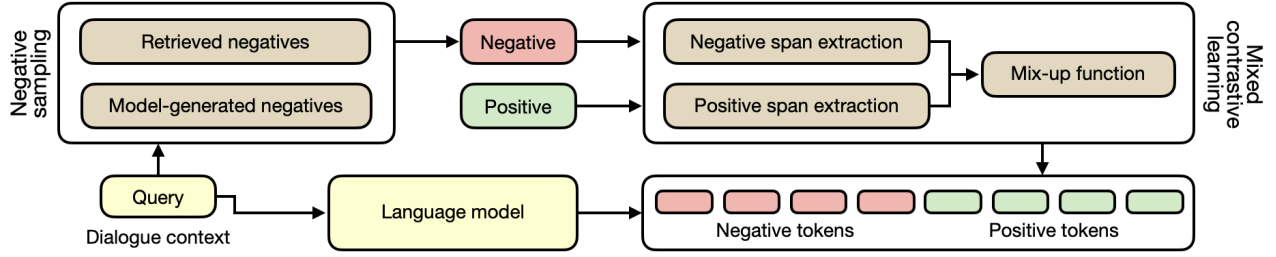 Negative
sampling
Retrieved negatives
Model-generated negatives
Negative
Positive
Negative span extraction
Positive span extraction
Mix-up function
Mixed
contrastive
learning
Query
Dialogue context
Language model
Negative tokens
Positive tokens